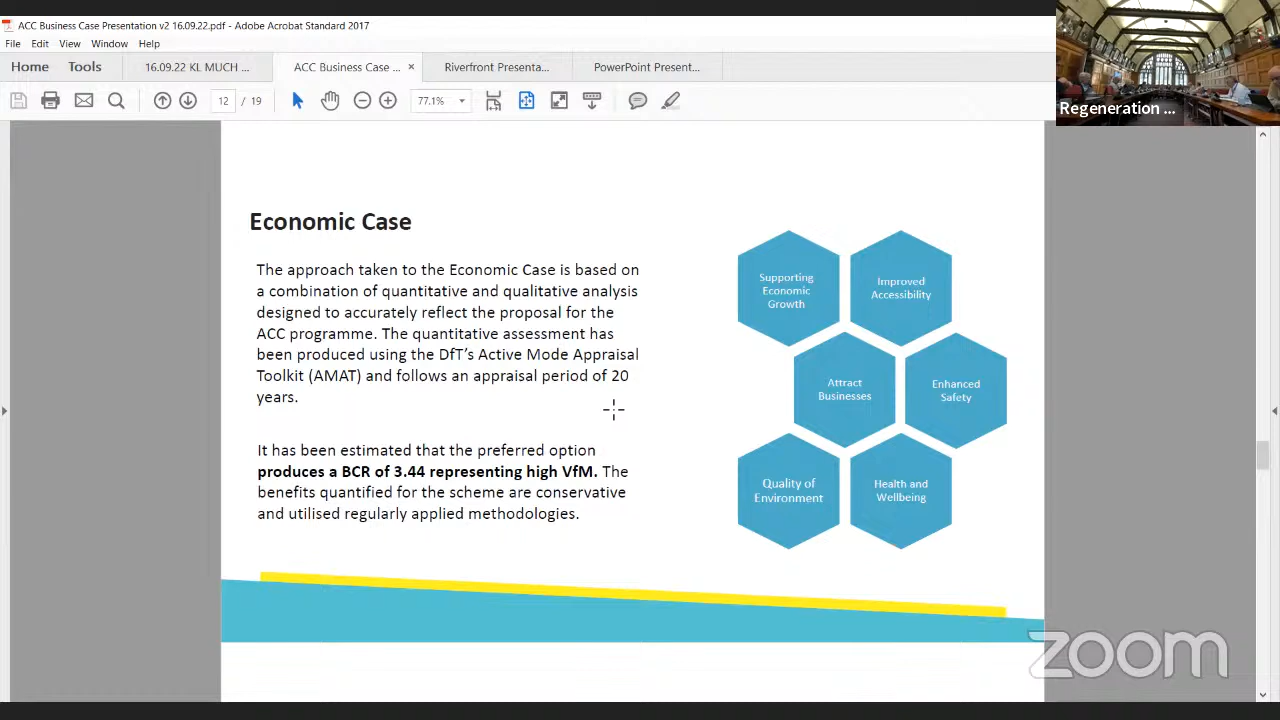 ACC Business Case Presentation v2 16.09.22.pdf - Adobe Acrobat Standard 2017
File Edit View Window Help
Home Tools 16.09.22 KL MUCH ... ACC Business Case ... × PowerPoint Presenta... PowerPoint Present...
12 / 19 77.1%
Regeneration ...
Economic Case
The approach taken to the Economic Case is based on
a combination of quantitative and qualitative analysis
designed to accurately reflect the proposal for the
ACC programme. The quantitative assessment has
been produced using the DfT's Active Mode Appraisal
Toolkit (AMAT) and follows an appraisal period of 20
years.
It has been estimated that the preferred option
produces a BCR of 3.44 representing high VfM. The
benefits quantified for the scheme are conservative
and utilised regularly applied methodologies.
Supporting
Economic
Growth
Improved
Accessibility
Attract
Businesses
Enhanced
Safety
Quality of
Environment
Health and
Wellbeing
zoom